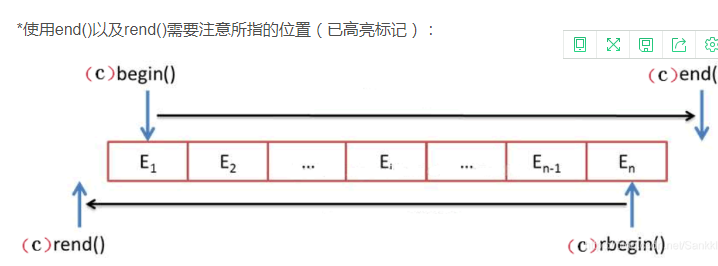 *使用end()以及rend()需要注意所指的位置（已高亮标记）：
(c)begin()
(c)end(
E1 E2 ... Ei ... En-1 En
(c)rend()
(c)rbegin()